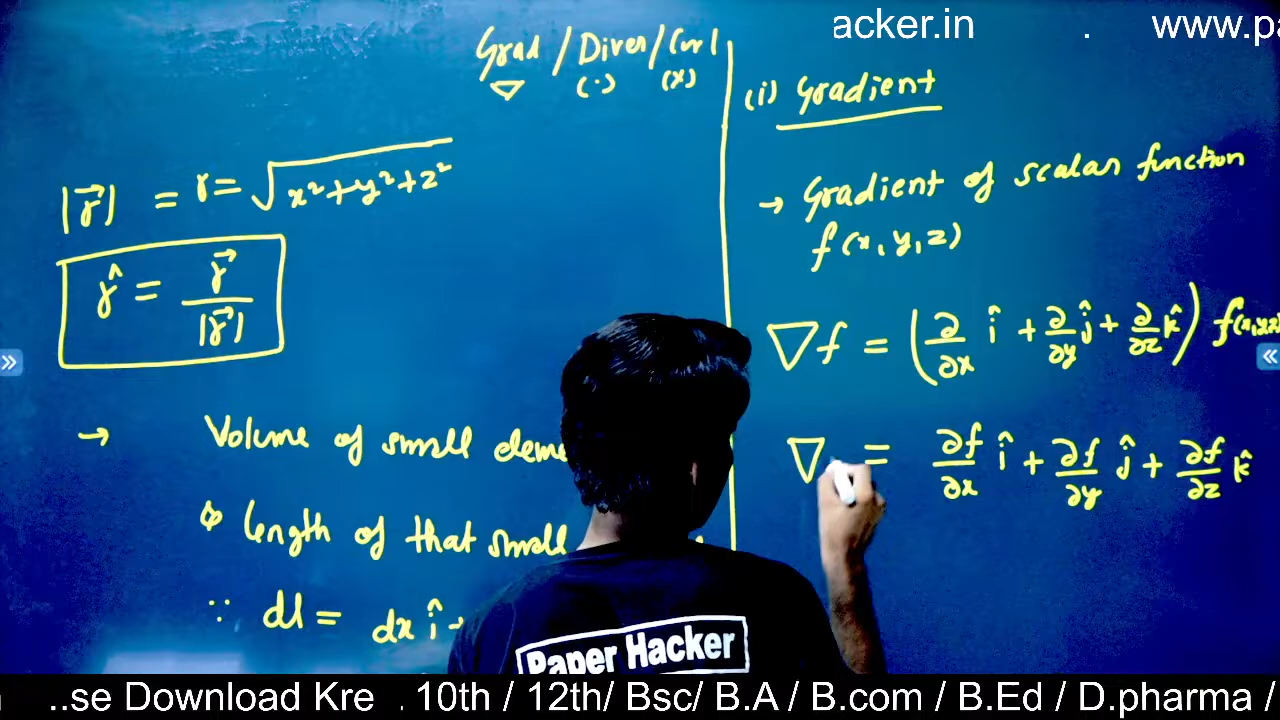 acker.in . www.pa
Grad / Diver / Curl
∇ (·) (x)
|r⃗| = r = √x²+y²+z²
r̂ = r⃗ / |r⃗|
→ Volume of small eleme
length of that small
∵ dl = dx î +
(i) Gradient
→ Gradient of scalar function
f(x,y,z)
∇f = (∂/∂x î + ∂/∂y ĵ + ∂/∂z k̂) f(x,y,z)
∇ = ∂f/∂x î + ∂f/∂y ĵ + ∂f/∂z k̂
Paper Hacker
..se Download Kre . 10th / 12th/ Bsc/ B.A / B.com / B.Ed / D.pharma /